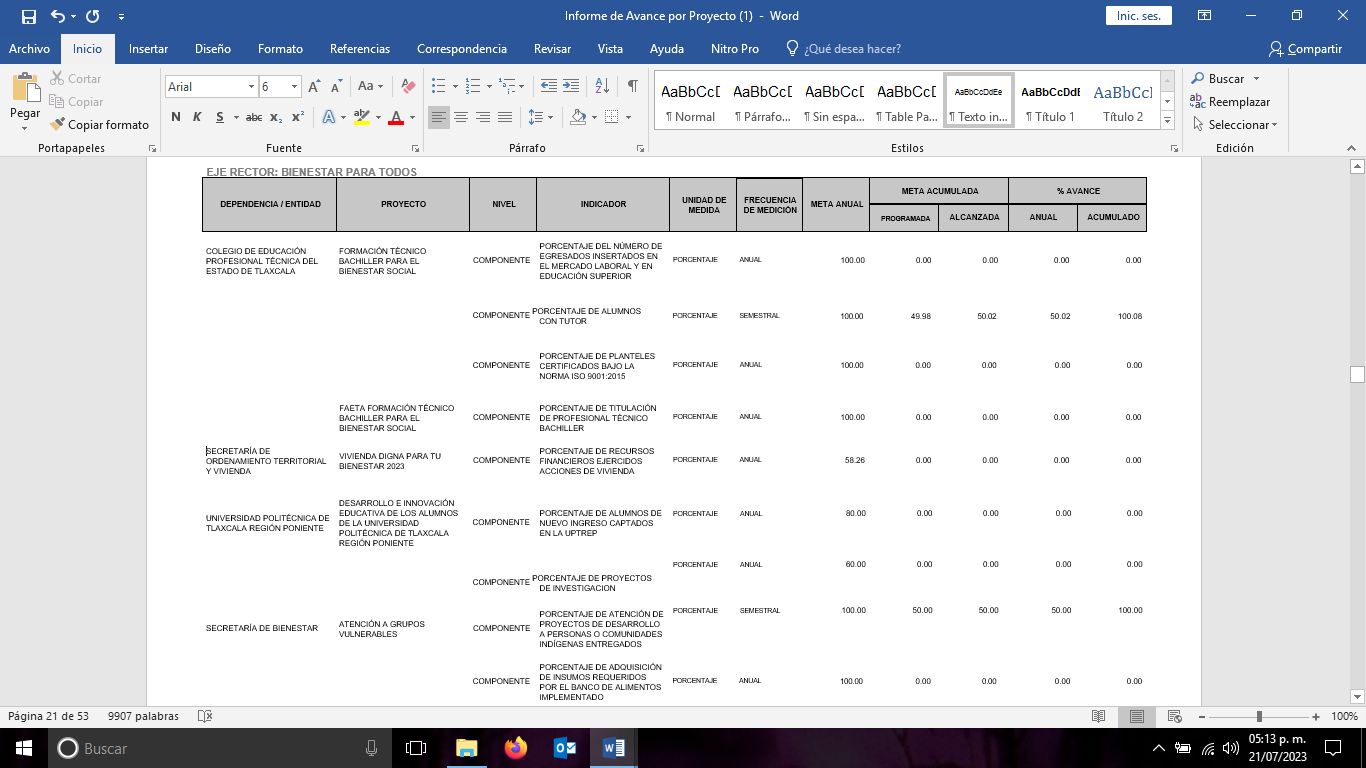 Informe de Avance por Proyecto (1) - Word
Inic. ses.
Archivo Inicio Insertar Diseño Formato Referencias Correspondencia Revisar Vista Ayuda Nitro Pro ¿Qué desea hacer? Compartir
Pegar
Cortar
Copiar
Copiar formato
Portapapeles
Arial 6
N K S abc x₂ x²
Fuente
Párrafo
AaBbCcI AaBbCcI AaBbCcI AaBbCcI AaBbCcDdEe AaBbCcDdI AaBbCcI
¶ Normal ¶ Párrafo... ¶ Sin espa... ¶ Table Pa... ¶ Texto in... ¶ Título 1 Título 2
Estilos
Buscar
Reemplazar
Seleccionar
Edición
EJE RECTOR: BIENESTAR PARA TODOS
DEPENDENCIA / ENTIDAD PROYECTO NIVEL INDICADOR UNIDAD DE MEDIDA FRECUENCIA DE MEDICIÓN META ANUAL META ACUMULADA % AVANCE
PROGRAMADA ALCANZADA ANUAL ACUMULADO
COLEGIO DE EDUCACIÓN PROFESIONAL TÉCNICA DEL ESTADO DE TLAXCALA FORMACIÓN TÉCNICO BACHILLER PARA EL BIENESTAR SOCIAL COMPONENTE PORCENTAJE DEL NÚMERO DE EGRESADOS INSERTADOS EN EL MERCADO LABORAL Y EN EDUCACIÓN SUPERIOR PORCENTAJE ANUAL 100.00 0.00 0.00 0.00 0.00
COMPONENTE PORCENTAJE DE ALUMNOS CON TUTOR PORCENTAJE SEMESTRAL 100.00 49.98 50.02 50.02 100.08
COMPONENTE PORCENTAJE DE PLANTELES CERTIFICADOS BAJO LA NORMA ISO 9001:2015 PORCENTAJE ANUAL 100.00 0.00 0.00 0.00 0.00
FAETA FORMACIÓN TÉCNICO BACHILLER PARA EL BIENESTAR SOCIAL COMPONENTE PORCENTAJE DE TITULACIÓN DE PROFESIONAL TÉCNICO BACHILLER PORCENTAJE ANUAL 100.00 0.00 0.00 0.00 0.00
SECRETARÍA DE ORDENAMIENTO TERRITORIAL Y VIVIENDA VIVIENDA DIGNA PARA TU BIENESTAR 2023 COMPONENTE PORCENTAJE DE RECURSOS FINANCIEROS EJERCIDOS ACCIONES DE VIVIENDA PORCENTAJE ANUAL 58.26 0.00 0.00 0.00 0.00
UNIVERSIDAD POLITÉCNICA DE TLAXCALA REGIÓN PONIENTE DESARROLLO E INNOVACIÓN EDUCATIVA DE LOS ALUMNOS DE LA UNIVERSIDAD POLITÉCNICA DE TLAXCALA REGIÓN PONIENTE COMPONENTE PORCENTAJE DE ALUMNOS DE NUEVO INGRESO CAPTADOS EN LA UPTREP PORCENTAJE ANUAL 80.00 0.00 0.00 0.00 0.00
COMPONENTE PORCENTAJE DE PROYECTOS DE INVESTIGACION PORCENTAJE ANUAL 60.00 0.00 0.00 0.00 0.00
SECRETARÍA DE BIENESTAR ATENCIÓN A GRUPOS VULNERABLES COMPONENTE PORCENTAJE DE ATENCIÓN DE PROYECTOS DE DESARROLLO A PERSONAS O COMUNIDADES INDÍGENAS ENTREGADOS PORCENTAJE SEMESTRAL 100.00 50.00 50.00 50.00 100.00
COMPONENTE PORCENTAJE DE ADQUISICIÓN DE INSUMOS REQUERIDOS POR EL BANCO DE ALIMENTOS IMPLEMENTADO PORCENTAJE ANUAL 100.00 0.00 0.00 0.00 0.00
Página 21 de 53 9907 palabras 100%
Buscar
05:13 p. m.
21/07/2023